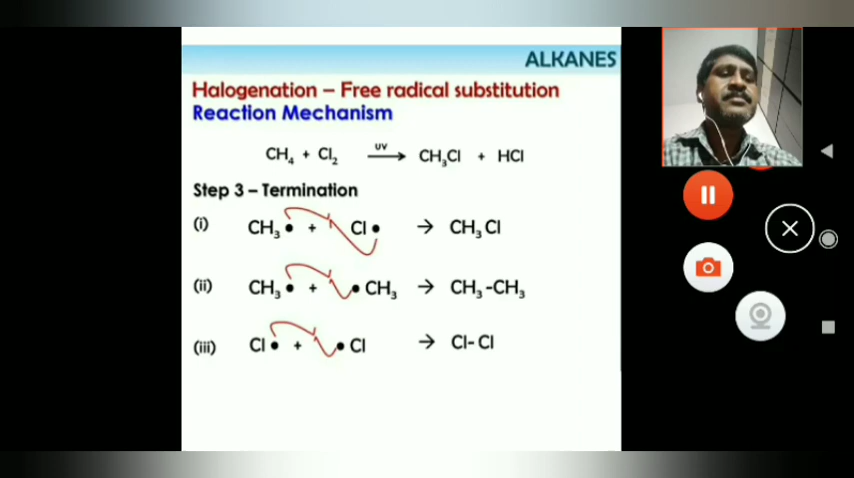 ALKANES
Halogenation – Free radical substitution
Reaction Mechanism
CH₄ + Cl₂ —UV→ CH₃Cl + HCl
Step 3 – Termination
(i) CH₃• + Cl• → CH₃Cl
(ii) CH₃• + •CH₃ → CH₃-CH₃
(iii) Cl• + •Cl → Cl-Cl